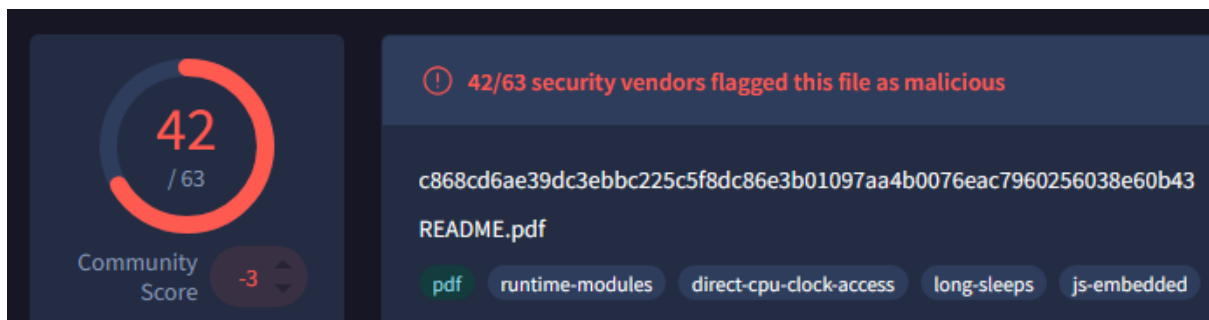 42
/ 63
Community
Score
-3
42/63 security vendors flagged this file as malicious
c868cd6ae39dc3ebbc225c5f8dc86e3b01097aa4b0076eac7960256038e60b43
README.pdf
pdf runtime-modules direct-cpu-clock-access long-sleeps js-embedded